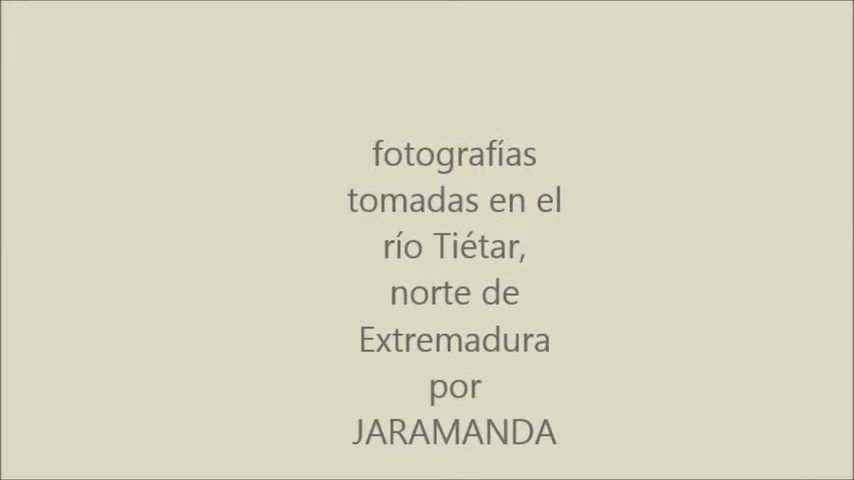 fotografías
tomadas en el
río Tiétar,
norte de
Extremadura
por
JARAMANDA